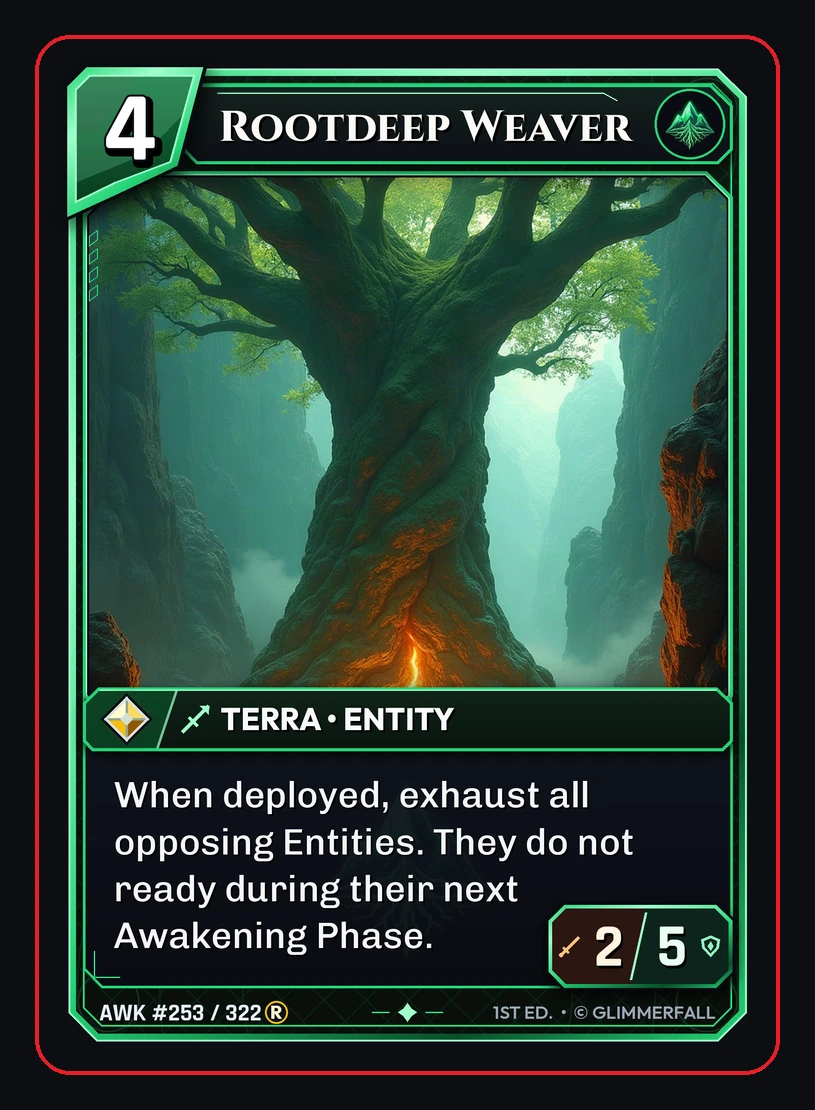 4
Rootdeep Weaver
TERRA • ENTITY
When deployed, exhaust all
opposing Entities. They do not
ready during their next
Awakening Phase.
2 / 5
AWK #253 / 322 R
1ST ED. • © GLIMMERFALL